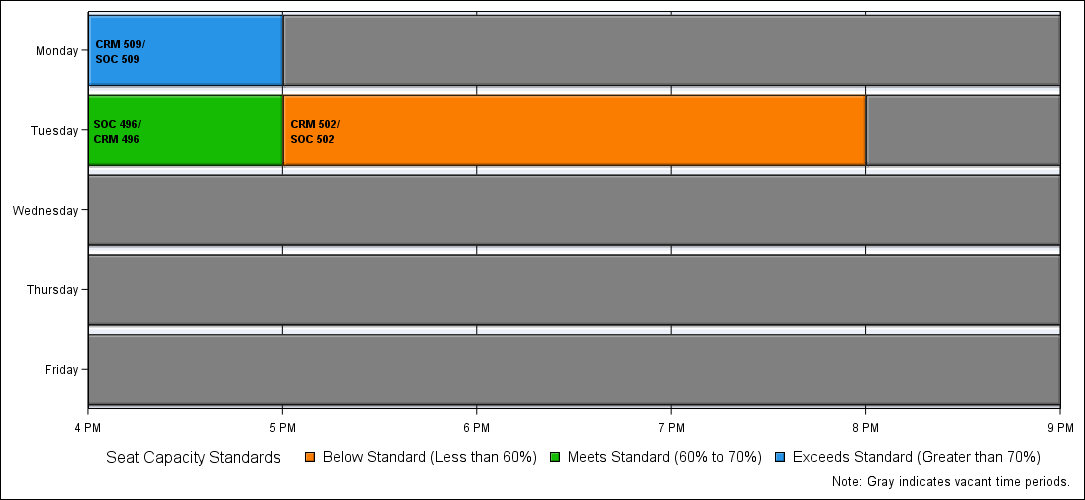 Monday
CRM 509/
SOC 509
Tuesday
SOC 496/
CRM 496
CRM 502/
SOC 502
Wednesday
Thursday
Friday
4 PM 5 PM 6 PM 7 PM 8 PM 9 PM
Seat Capacity Standards Below Standard (Less than 60%) Meets Standard (60% to 70%) Exceeds Standard (Greater than 70%)
Note: Gray indicates vacant time periods.